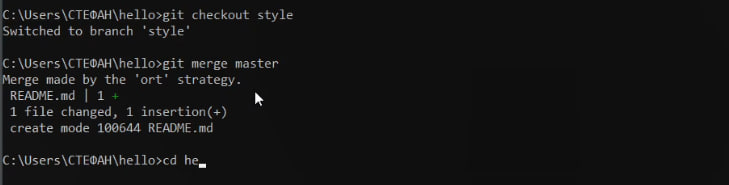 C:\Users\СТЕФАН\hello>git checkout style
Switched to branch 'style'
C:\Users\СТЕФАН\hello>git merge master
Merge made by the 'ort' strategy.
README.md | 1 +
1 file changed, 1 insertion(+)
create mode 100644 README.md
C:\Users\СТЕФАН\hello>cd he_